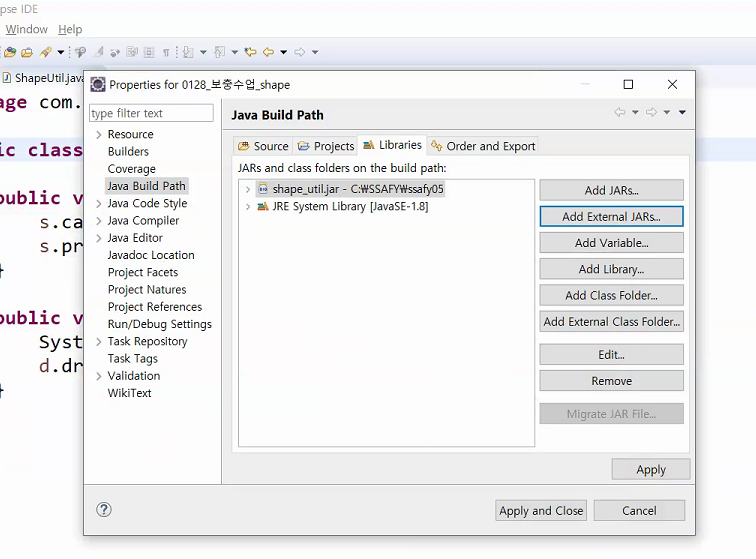 pse IDE
Window Help
ShapeUtil.java
age com.
ic class
public v
s.ca
s.pr
}
public v
Syst
d.dr
}
Properties for 0128_보충수업_shape
type filter text
Resource
Builders
Coverage
Java Build Path
Java Code Style
Java Compiler
Java Editor
Javadoc Location
Project Facets
Project Natures
Project References
Run/Debug Settings
Task Repository
Task Tags
Validation
WikiText
Java Build Path
Source Projects Libraries Order and Export
JARs and class folders on the build path:
shape_util.jar - C:₩SSAFY₩ssafy05
JRE System Library [JavaSE-1.8]
Add JARs...
Add External JARs...
Add Variable...
Add Library...
Add Class Folder...
Add External Class Folder...
Edit...
Remove
Migrate JAR File...
Apply
Apply and Close Cancel